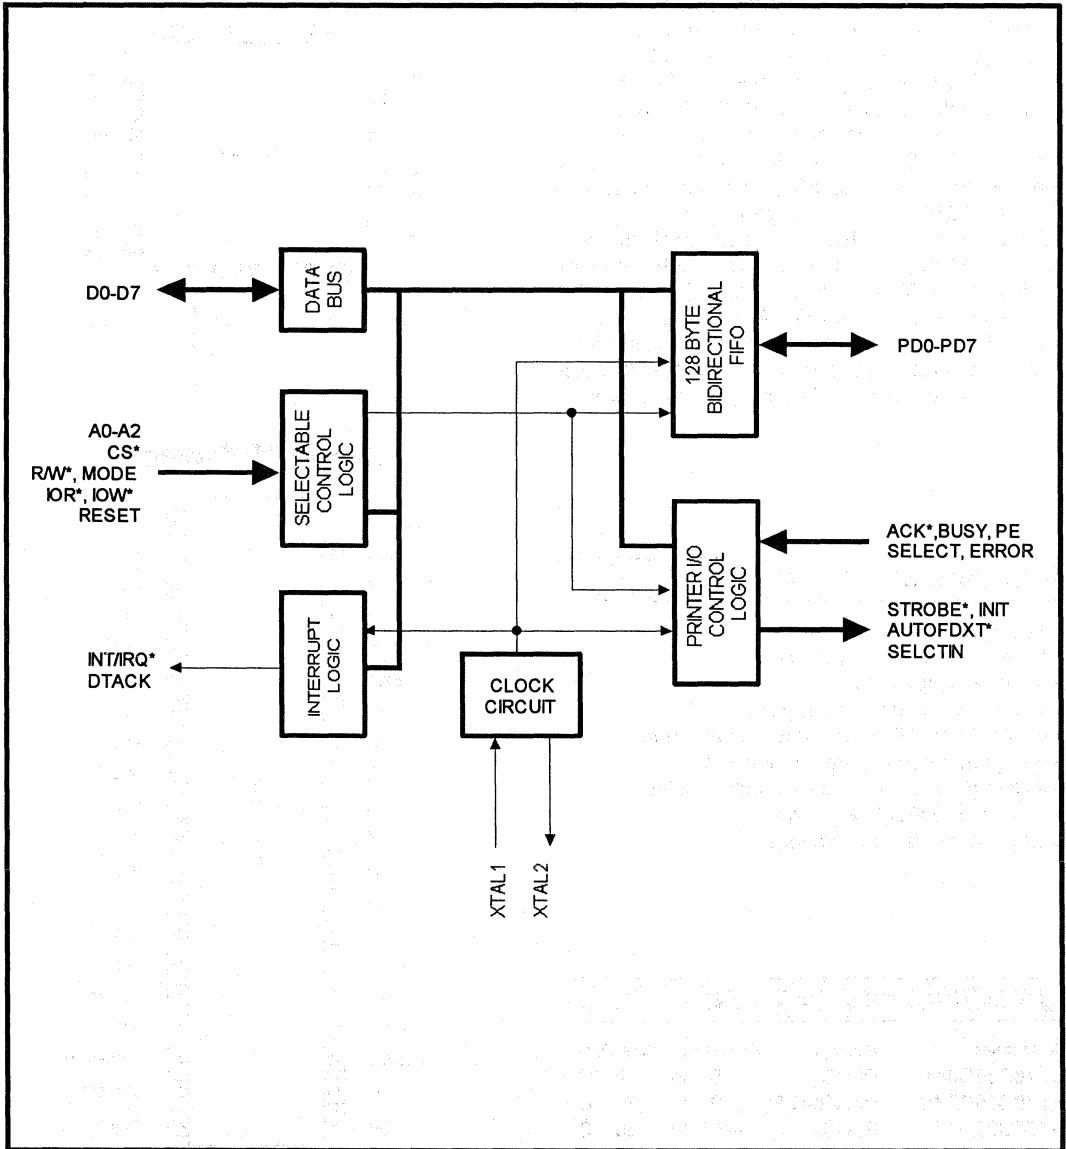 D0-D7
DATA
BUS
128 BYTE
BIDIRECTIONAL
FIFO
PD0-PD7
A0-A2
CS*
R/W*, MODE
IOR*, IOW*
RESET
SELECTABLE
CONTROL
LOGIC
ACK*,BUSY, PE
SELECT, ERROR
PRINTER I/O
CONTROL
LOGIC
STROBE*, INIT
AUTOFDXT*
SELCTIN
INT/IRQ*
DTACK
INTERRUPT
LOGIC
CLOCK
CIRCUIT
XTAL1
XTAL2